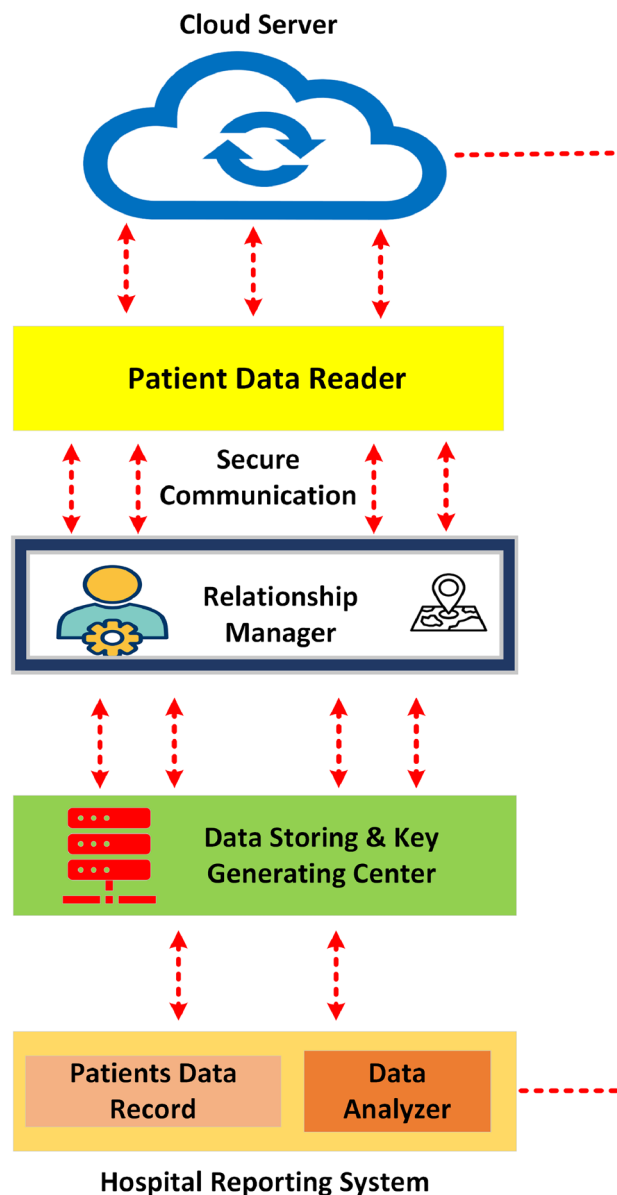 Cloud Server
Patient Data Reader
Secure
Communication
Relationship
Manager
Data Storing & Key
Generating Center
Patients Data
Record
Data
Analyzer
Hospital Reporting System